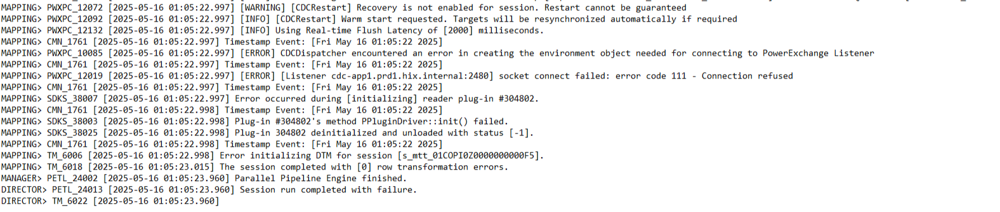 MAPPING> PWXPC_12072 [2025-05-16 01:05:22.997] [WARNING] [CDCRestart] Recovery is not enabled for session. Restart cannot be guaranteed
MAPPING> PWXPC_12092 [2025-05-16 01:05:22.997] [INFO] [CDCRestart] Warm start requested. Targets will be resynchronized automatically if required
MAPPING> PWXPC_12132 [2025-05-16 01:05:22.997] [INFO] Using Real-time Flush Latency of [2000] milliseconds.
MAPPING> CMN_1761 [2025-05-16 01:05:22.997] Timestamp Event: [Fri May 16 01:05:22 2025]
MAPPING> PWXPC_10085 [2025-05-16 01:05:22.997] [ERROR] CDCDispatcher encountered an error in creating the environment object needed for connecting to PowerExchange Listener
MAPPING> CMN_1761 [2025-05-16 01:05:22.997] Timestamp Event: [Fri May 16 01:05:22 2025]
MAPPING> PWXPC_12019 [2025-05-16 01:05:22.997] [ERROR] [Listener cdc-app1.prd1.hix.internal:2480] socket connect failed: error code 111 - Connection refused
MAPPING> CMN_1761 [2025-05-16 01:05:22.997] Timestamp Event: [Fri May 16 01:05:22 2025]
MAPPING> SDKS_38007 [2025-05-16 01:05:22.997] Error occurred during [initializing] reader plug-in #304802.
MAPPING> CMN_1761 [2025-05-16 01:05:22.998] Timestamp Event: [Fri May 16 01:05:22 2025]
MAPPING> SDKS_38003 [2025-05-16 01:05:22.998] Plug-in #304802's method PPluginDriver::init() failed.
MAPPING> SDKS_38025 [2025-05-16 01:05:22.998] Plug-in 304802 deinitialized and unloaded with status [-1].
MAPPING> CMN_1761 [2025-05-16 01:05:22.998] Timestamp Event: [Fri May 16 01:05:22 2025]
MAPPING> TM_6006 [2025-05-16 01:05:22.998] Error initializing DTM for session [s_mtt_01COPI0Z0000000000F5].
MAPPING> TM_6018 [2025-05-16 01:05:23.015] The session completed with [0] row transformation errors.
MANAGER> PETL_24002 [2025-05-16 01:05:23.960] Parallel Pipeline Engine finished.
DIRECTOR> PETL_24013 [2025-05-16 01:05:23.960] Session run completed with failure.
DIRECTOR> TM_6022 [2025-05-16 01:05:23.960]